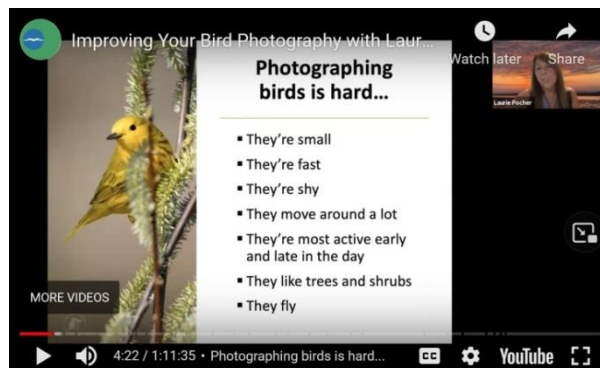 Improving Your Bird Photography with Laur...
Watch later
Share
Laurie Pocher
Photographing
birds is hard...
▪ They're small
▪ They're fast
▪ They're shy
▪ They move around a lot
▪ They're most active early
and late in the day
▪ They like trees and shrubs
▪ They fly
MORE VIDEOS
4:22 / 1:11:35 • Photographing birds is hard...
CC
YouTube